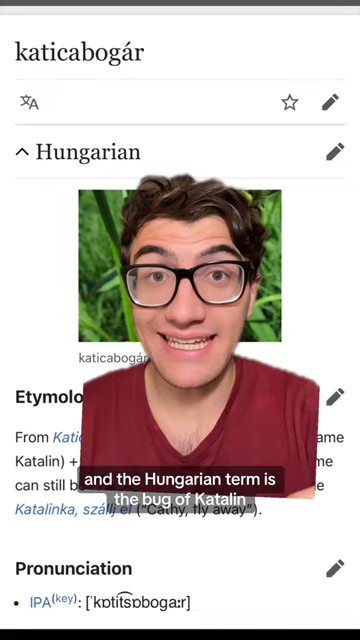 katicabogár
Hungarian
katicabogár
Etymolo
From Katic ame
Katalin) + me
can still b e
and the Hungarian term is
the bug of Katalin
Katalinka, szállj el (“Cathy, fly away”).
Pronunciation
• IPA(key): [ˈkɒtit͡sɒboɡaːr]